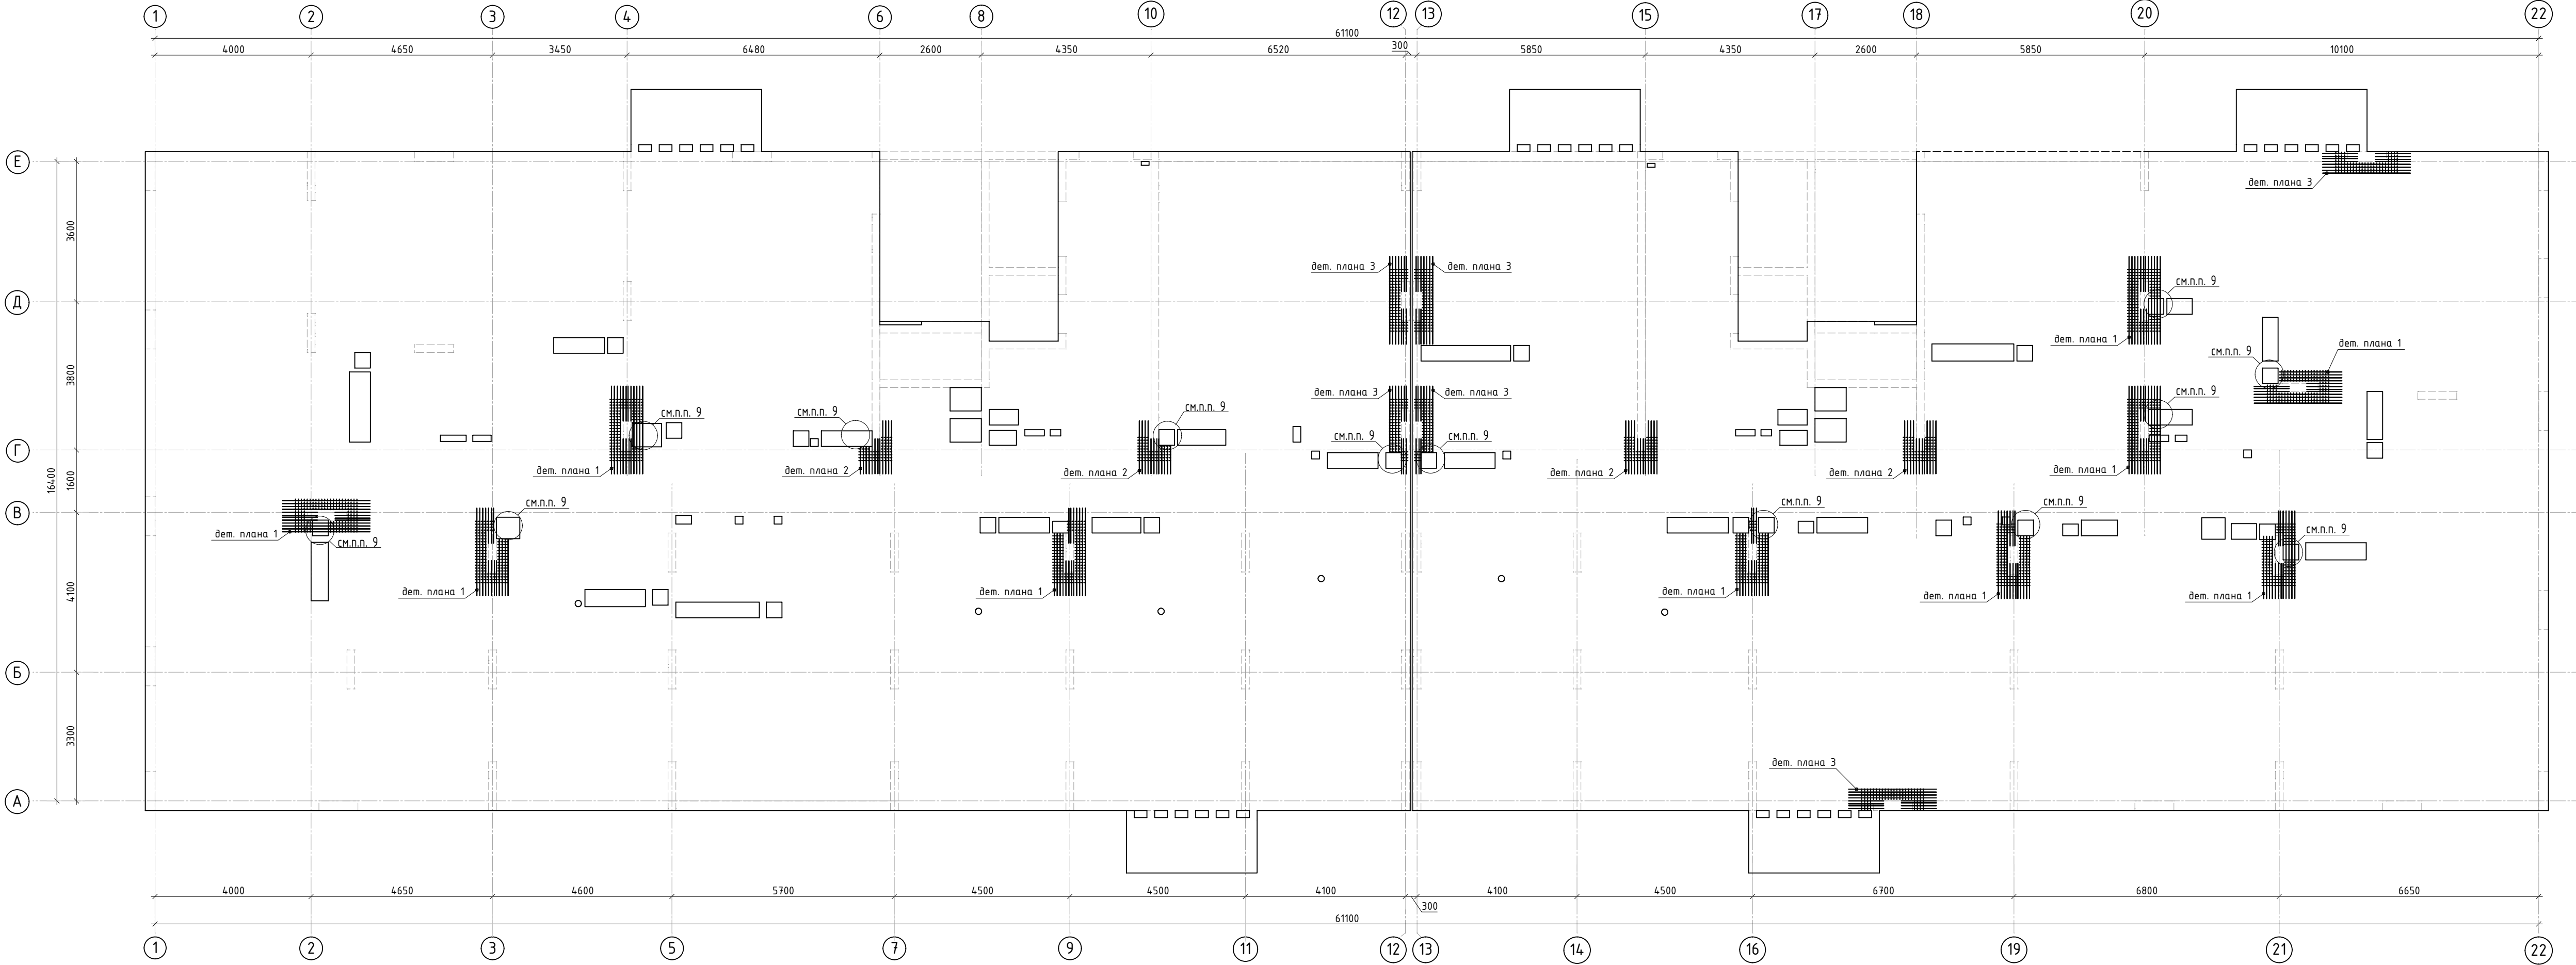 1 2 3 4 6 8 10 12 13 15 17 18 20 22
61100
4000 4650 3450 6480 2600 4350 6520 300 5850 4350 2600 5850 10100
Е
дет. плана 3
3600
дет. плана 3 дет. плана 3
см.п.п. 9
Д
дет. плана 1
дет. плана 1
см.п.п. 9
3800
дет. плана 3 дет. плана 3
см.п.п. 9
см.п.п. 9 см.п.п. 9 см.п.п. 9
см.п.п. 9 см.п.п. 9
Г
дет. плана 1 дет. плана 2 дет. плана 2 дет. плана 2 дет. плана 2 дет. плана 1
16400
1600
см.п.п. 9 см.п.п. 9 см.п.п. 9
В
дет. плана 1
см.п.п. 9
см.п.п. 9
4100
дет. плана 1 дет. плана 1 дет. плана 1 дет. плана 1 дет. плана 1
Б
3300
дет. плана 3
А
4000 4650 4600 5700 4500 4500 4100 4100 4500 6700 6800 6650
300
61100
1 2 3 5 7 9 11 12 13 14 16 19 21 22